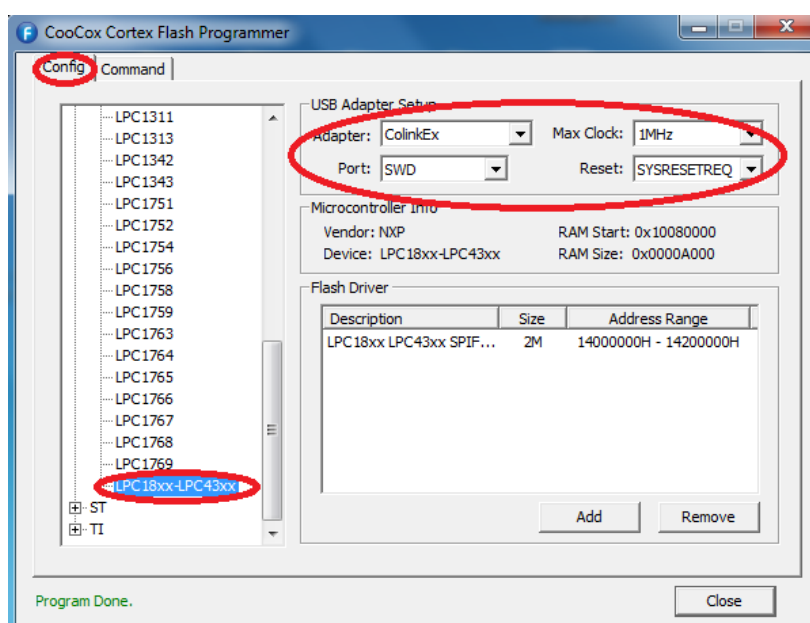 CooCox Cortex Flash Programmer
Config Command
LPC1311
LPC1313
LPC1342
LPC1343
LPC1751
LPC1752
LPC1754
LPC1756
LPC1758
LPC1759
LPC1763
LPC1764
LPC1765
LPC1766
LPC1767
LPC1768
LPC1769
LPC18xx-LPC43xx
ST
TI
USB Adapter Setup
Adapter: ColinkEx Max Clock: 1MHz
Port: SWD Reset: SYSRESETREQ
Microcontroller Info
Vendor: NXP RAM Start: 0x10080000
Device: LPC18xx-LPC43xx RAM Size: 0x0000A000
Flash Driver
Description Size Address Range
LPC18xx LPC43xx SPIF... 2M 14000000H - 14200000H
Add Remove
Program Done. Close